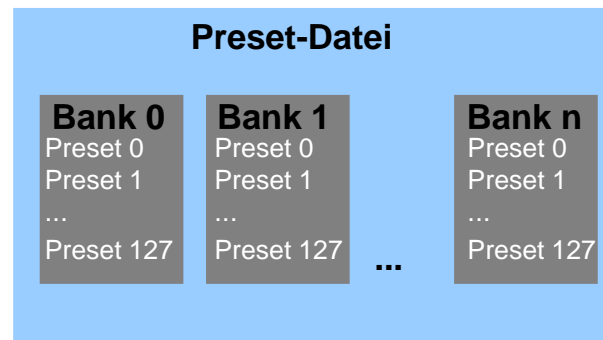 Preset-Datei
Bank 0
Preset 0
Preset 1
...
Preset 127
Bank 1
Preset 0
Preset 1
...
Preset 127
...
Bank n
Preset 0
Preset 1
...
Preset 127